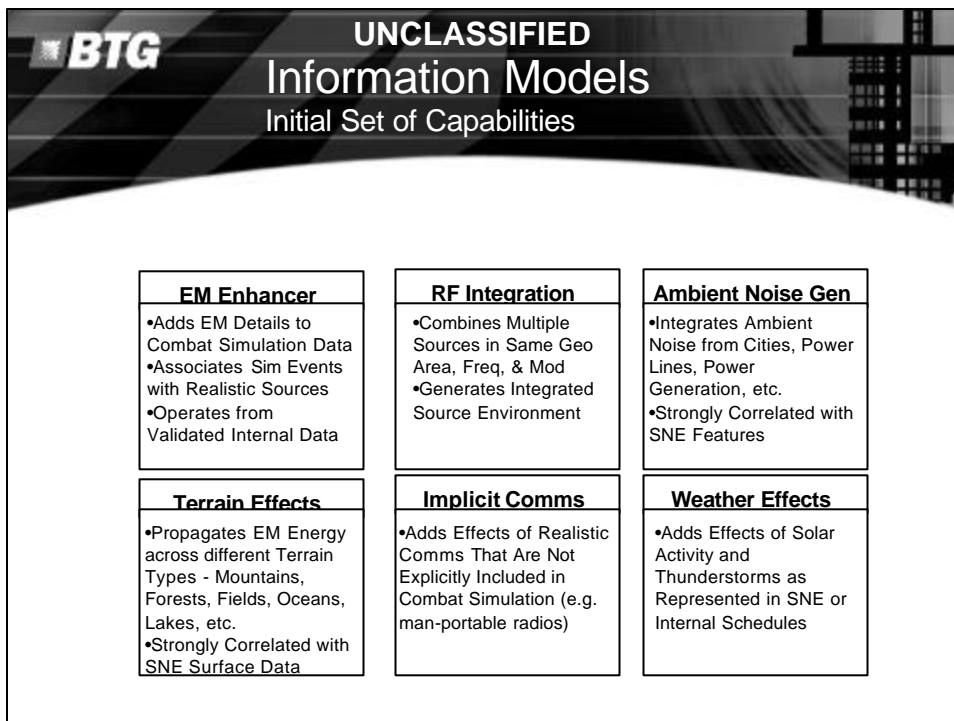 BTG
UNCLASSIFIED
Information Models
Initial Set of Capabilities
EM Enhancer
•Adds EM Details to
Combat Simulation Data
•Associates Sim Events
with Realistic Sources
•Operates from
Validated Internal Data
RF Integration
•Combines Multiple
Sources in Same Geo
Area, Freq, & Mod
•Generates Integrated
Source Environment
Ambient Noise Gen
•Integrates Ambient
Noise from Cities, Power
Lines, Power
Generation, etc.
•Strongly Correlated with
SNE Features
Terrain Effects
•Propagates EM Energy
across different Terrain
Types - Mountains,
Forests, Fields, Oceans,
Lakes, etc.
•Strongly Correlated with
SNE Surface Data
Implicit Comms
•Adds Effects of Realistic
Comms That Are Not
Explicitly Included in
Combat Simulation (e.g.
man-portable radios)
Weather Effects
•Adds Effects of Solar
Activity and
Thunderstorms as
Represented in SNE or
Internal Schedules